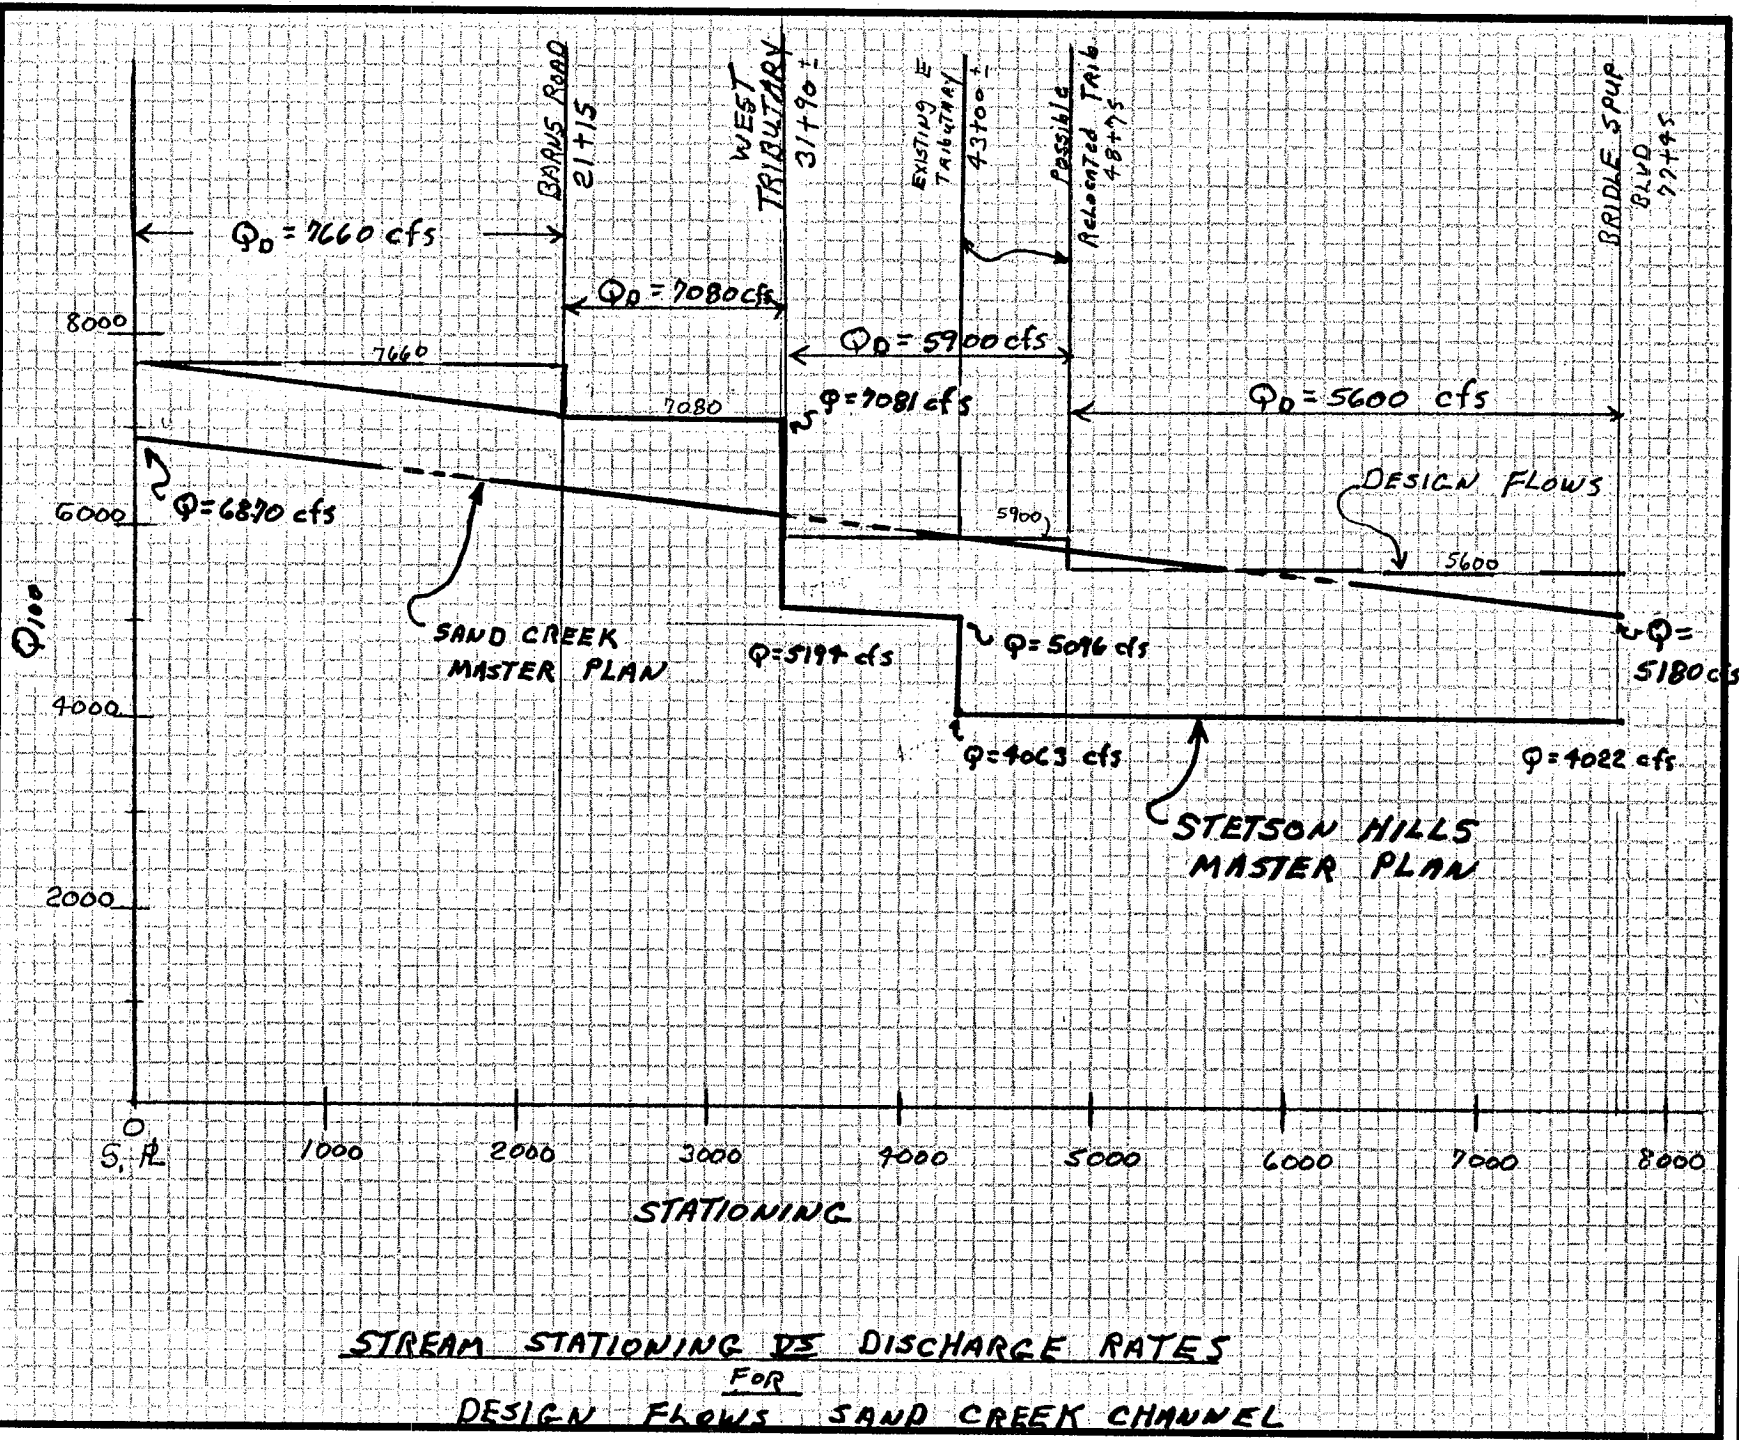 BARNS ROAD
21+15
WEST
TRIBUTARY
31+90 ±
EXISTING E
TRIBUTARY
43+00 ±
Possible
Relocated Trib
48+75
BRIDLE SPUR
BLVD
77+45
QD = 7660 cfs
QD = 7080 cfs
QD = 5900 cfs
QD = 5600 cfs
8000
7660
7080
Q=7081 cfs
DESIGN FLOWS
6000
Q=6870 cfs
5900
5600
Q100
SAND CREEK
MASTER PLAN
Q=5194 cfs
Q=5096 cfs
Q=
5180 cfs
4000
Q=4063 cfs
Q=4022 cfs
STETSON HILLS
MASTER PLAN
2000
0
S. PL
1000
2000
3000
4000
5000
6000
7000
8000
STATIONING
STREAM STATIONING VS DISCHARGE RATES
FOR
DESIGN FLOWS SAND CREEK CHANNEL